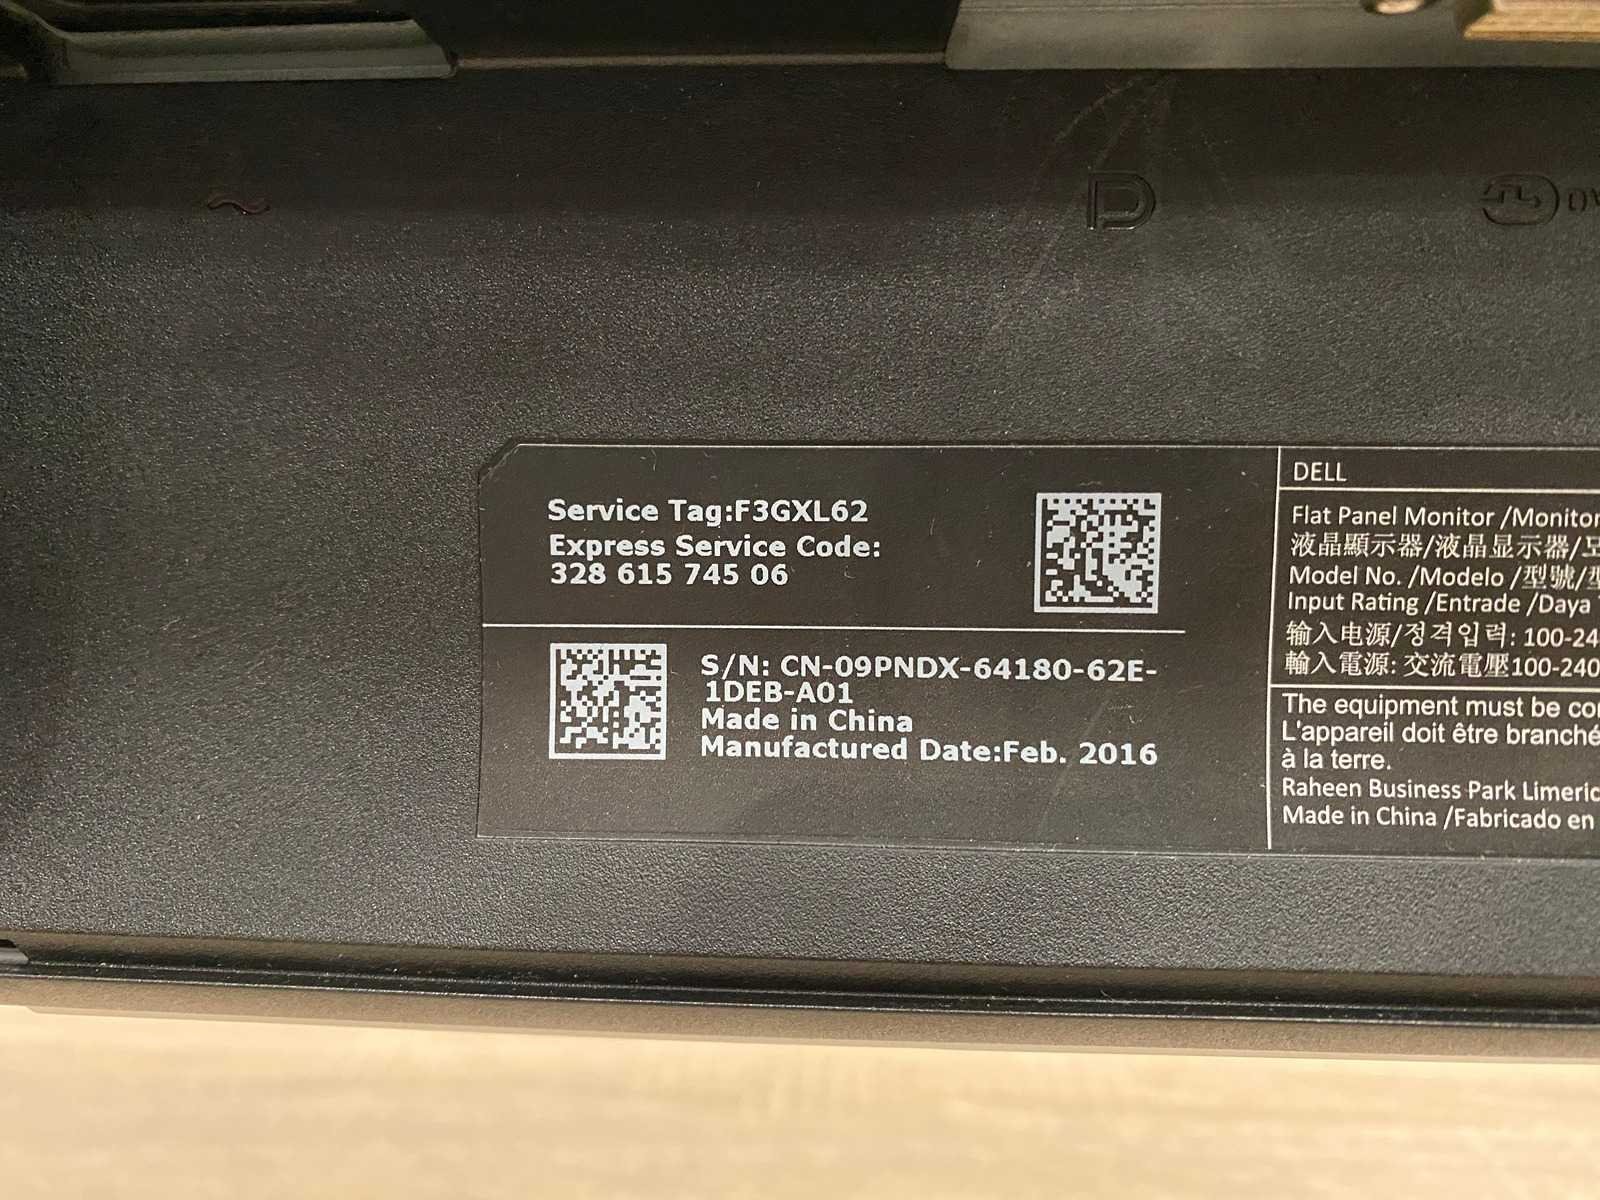 Service Tag:F3GXL62
Express Service Code:
328 615 745 06
S/N: CN-09PNDX-64180-62E-
1DEB-A01
Made in China
Manufactured Date:Feb. 2016
DELL
Flat Panel Monitor /Monitor
液晶顯示器/液晶显示器/모
Model No. /Modelo /型號/型
Input Rating /Entrade /Daya
输入电源/정격입력: 100-24
輸入電源: 交流電壓100-240
The equipment must be
L'appareil doit être branché
à la terre.
Raheen Business Park
Made in China /Fabricado en